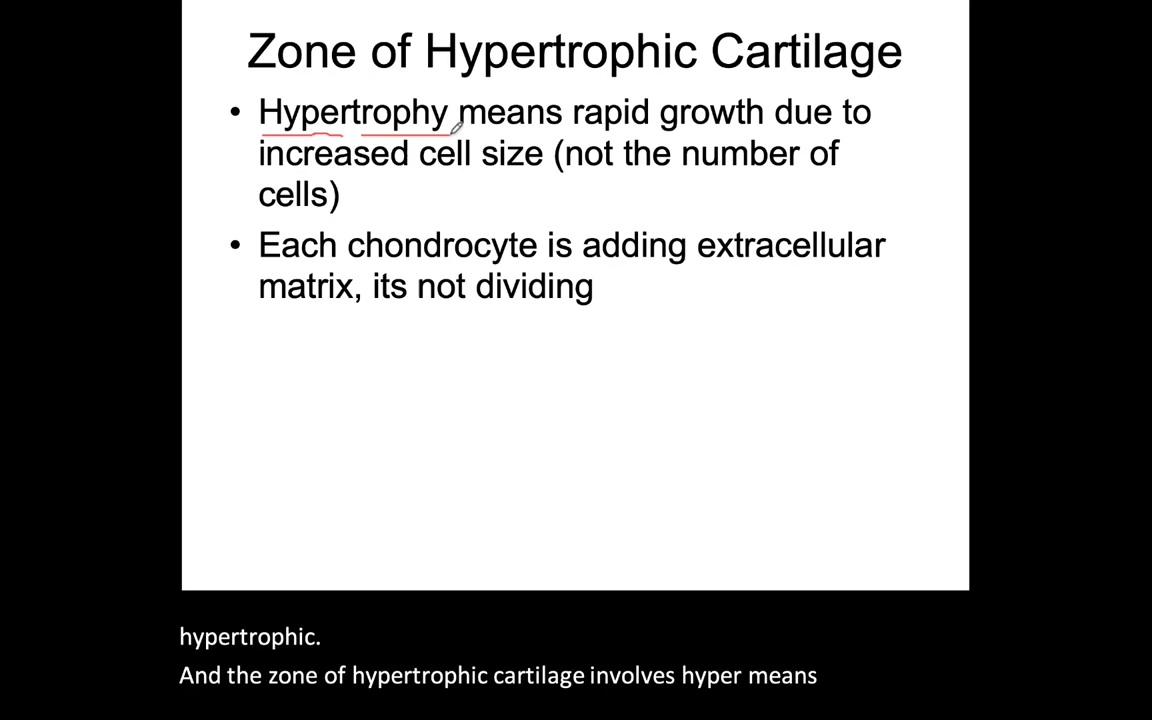 Zone of Hypertrophic Cartilage
• Hypertrophy means rapid growth due to
increased cell size (not the number of
cells)
• Each chondrocyte is adding extracellular
matrix, its not dividing
hypertrophic.
And the zone of hypertrophic cartilage involves hyper means